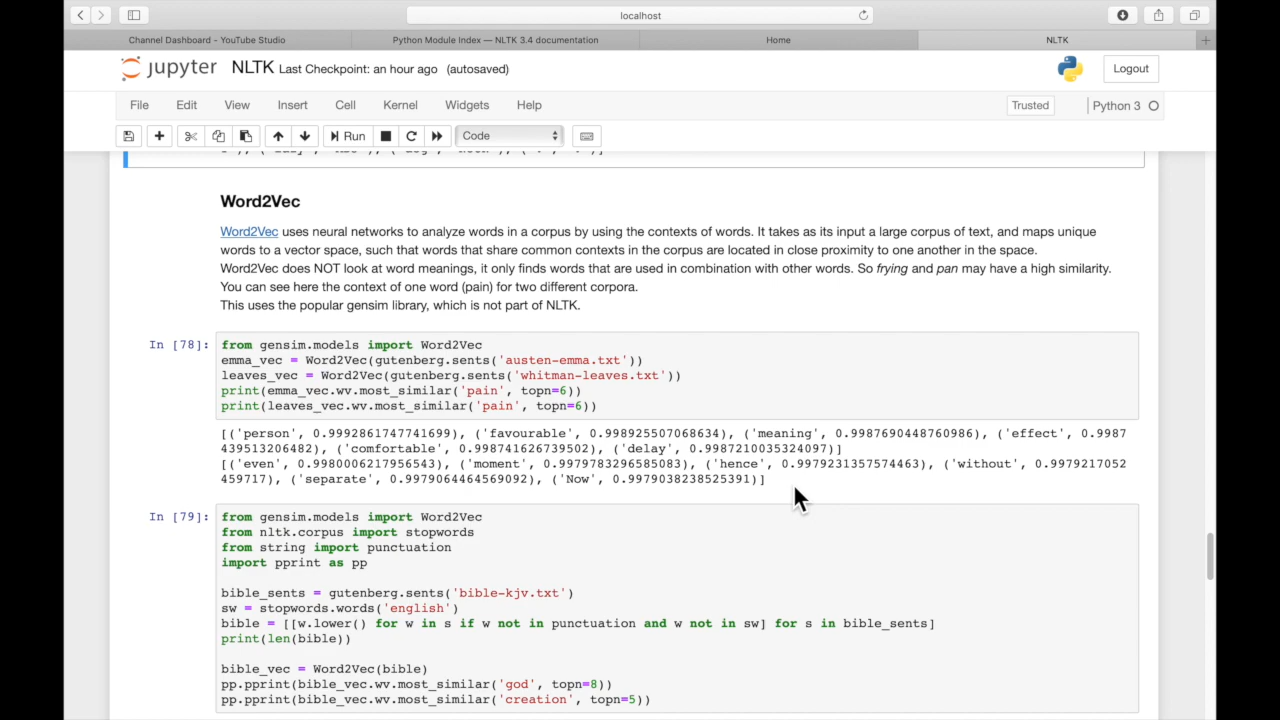 localhost
Channel Dashboard - YouTube Studio
Python Module Index — NLTK 3.4 documentation
Home
NLTK
jupyter NLTK Last Checkpoint: an hour ago (autosaved)
Logout
File Edit View Insert Cell Kernel Widgets Help
Trusted
Python 3
Run
Code
Word2Vec
Word2Vec uses neural networks to analyze words in a corpus by using the contexts of words. It takes as its input a large corpus of text, and maps unique
words to a vector space, such that words that share common contexts in the corpus are located in close proximity to one another in the space.
Word2Vec does NOT look at word meanings, it only finds words that are used in combination with other words. So frying and pan may have a high similarity.
You can see here the context of one word (pain) for two different corpora.
This uses the popular gensim library, which is not part of NLTK.
In [78]: from gensim.models import Word2Vec
emma_vec = Word2Vec(gutenberg.sents('austen-emma.txt'))
leaves_vec = Word2Vec(gutenberg.sents('whitman-leaves.txt'))
print(emma_vec.wv.most_similar('pain', topn=6))
print(leaves_vec.wv.most_similar('pain', topn=6))
[('person', 0.9992861747741699), ('favourable', 0.998925507068634), ('meaning', 0.9987690448760986), ('effect', 0.9987
439513206482), ('comfortable', 0.998741626739502), ('delay', 0.9987210035324097)]
[('even', 0.9980006217956543), ('moment', 0.9979783296585083), ('hence', 0.9979231357574463), ('without', 0.9979217052
459717), ('separate', 0.9979064464569092), ('Now', 0.9979038238525391)]
In [79]: from gensim.models import Word2Vec
from nltk.corpus import stopwords
from string import punctuation
import pprint as pp
bible_sents = gutenberg.sents('bible-kjv.txt')
sw = stopwords.words('english')
bible = [[w.lower() for w in s if w not in punctuation and w not in sw] for s in bible_sents]
print(len(bible))
bible_vec = Word2Vec(bible)
pp.pprint(bible_vec.wv.most_similar('god', topn=8))
pp.pprint(bible_vec.wv.most_similar('creation', topn=5))